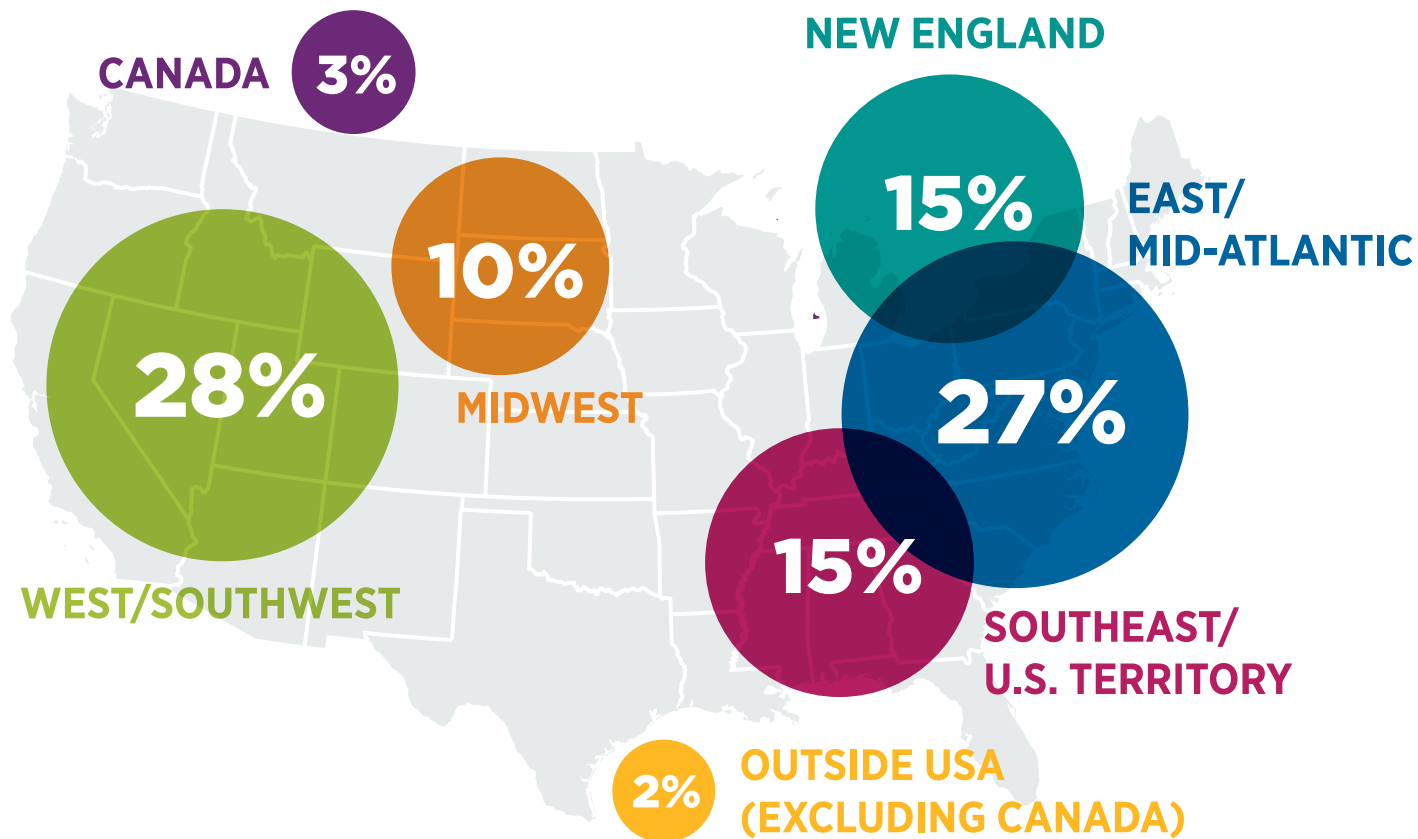 NEW ENGLAND
CANADA
3%
15%
EAST/
MID-ATLANTIC
10%
28%
MIDWEST
27%
15%
WEST/SOUTHWEST
SOUTHEAST/
U.S. TERRITORY
2%
OUTSIDE USA
(EXCLUDING CANADA)